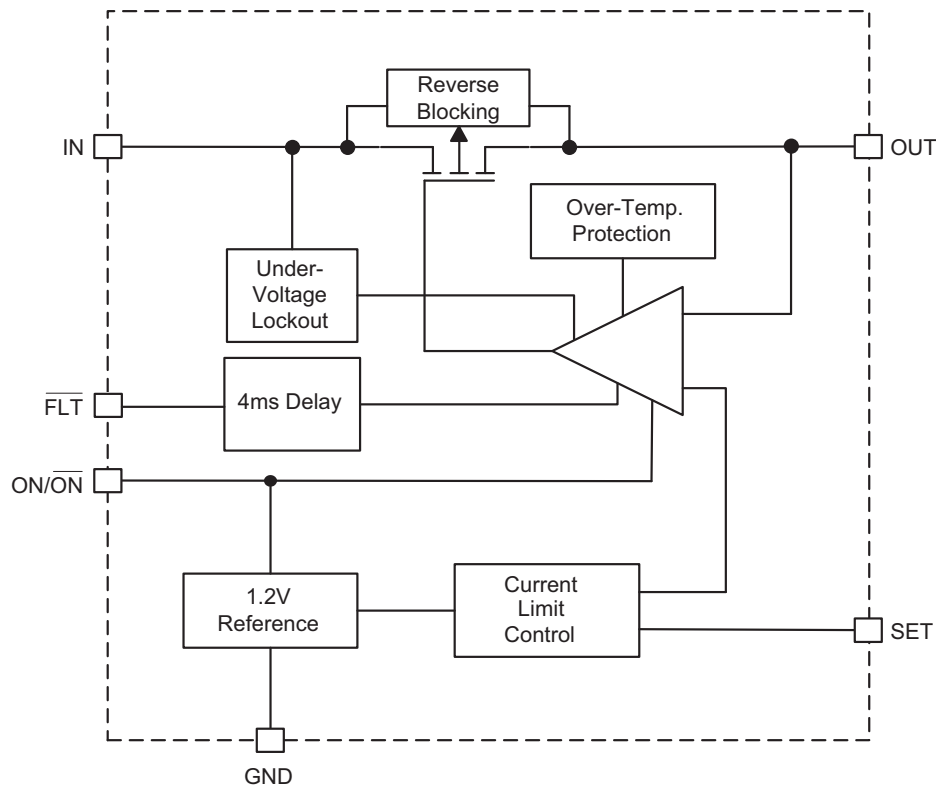 Reverse
Blocking
IN
OUT
Over-Temp.
Protection
Under-
Voltage
Lockout
FLT
4ms Delay
ON/ON
1.2V
Reference
Current
Limit
Control
SET
GND